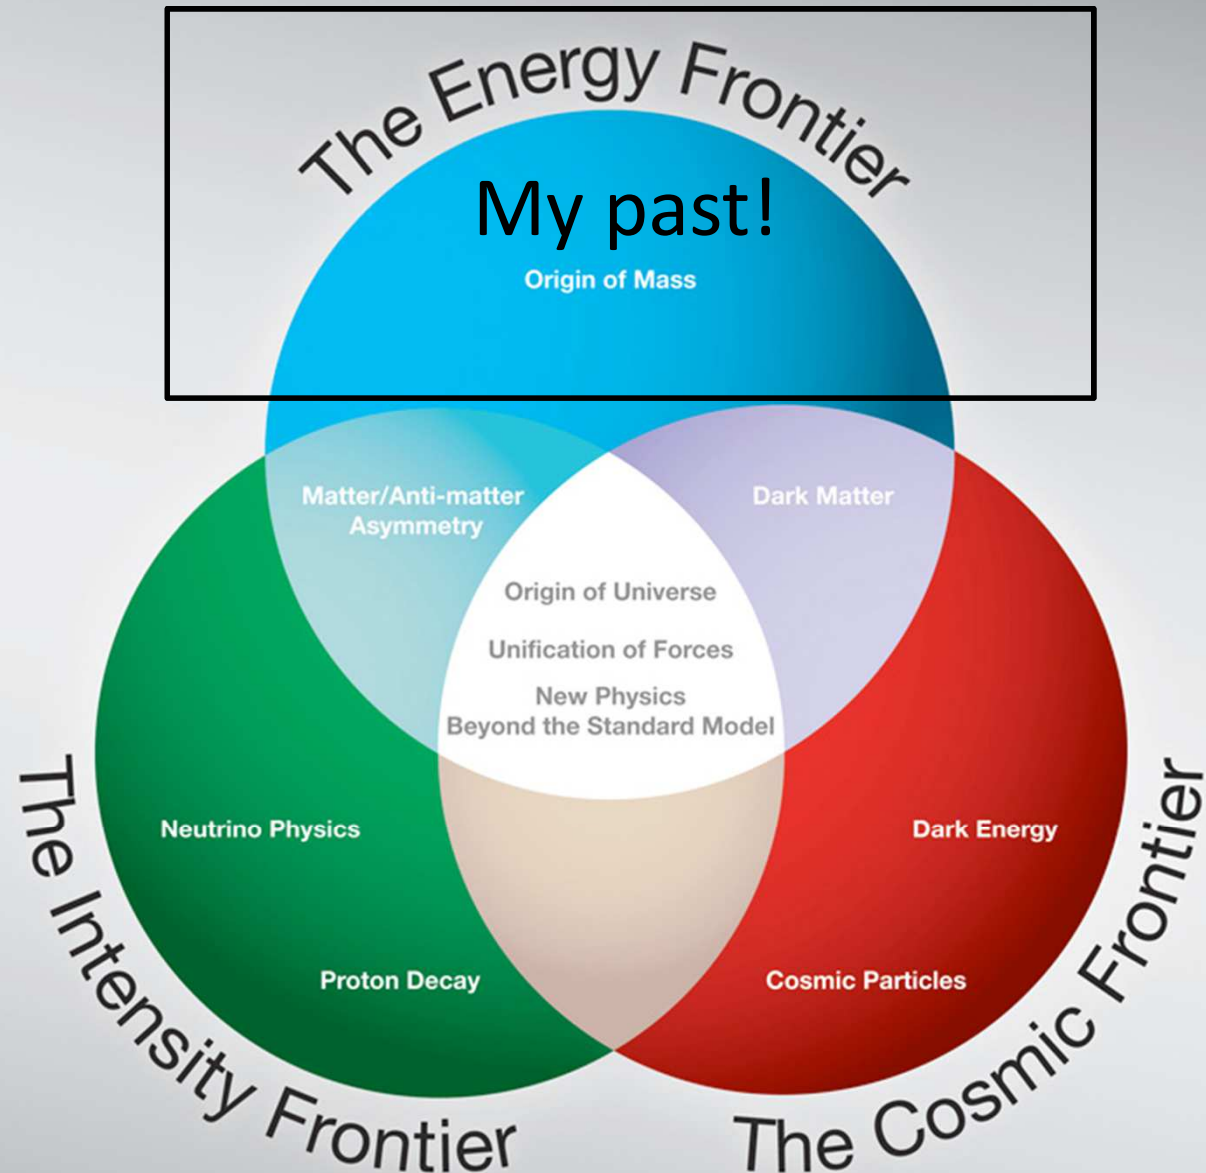 The Energy Frontier
My past!
Origin of Mass
Matter/Anti-matter
Asymmetry
Dark Matter
Origin of Universe
Unification of Forces
New Physics
Beyond the Standard Model
Neutrino Physics
Dark Energy
Proton Decay
Cosmic Particles
The Intensity Frontier
The Cosmic Frontier